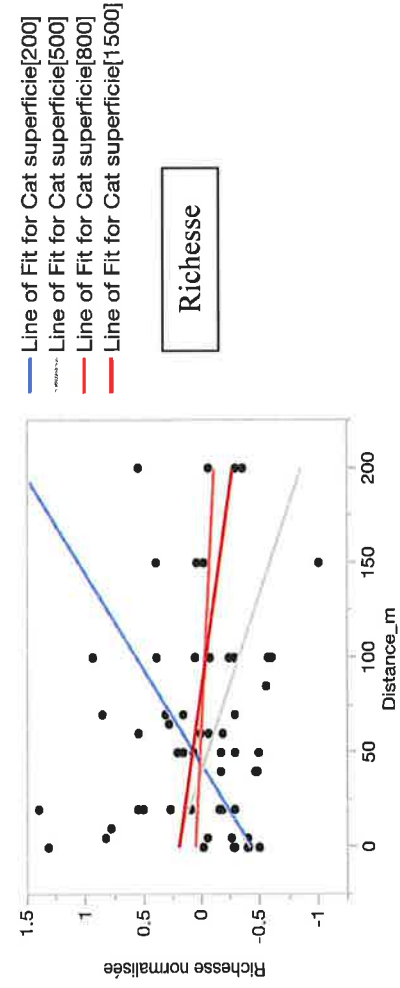 Line of Fit for Cat superficie[200]
Line of Fit for Cat superficie[500]
Line of Fit for Cat superficie[800]
Line of Fit for Cat superficie[1500]
Richesse
Richesse normalisée
1.5
1
0.5
0
-0.5
-1
0
50
100
150
200
Distance_m